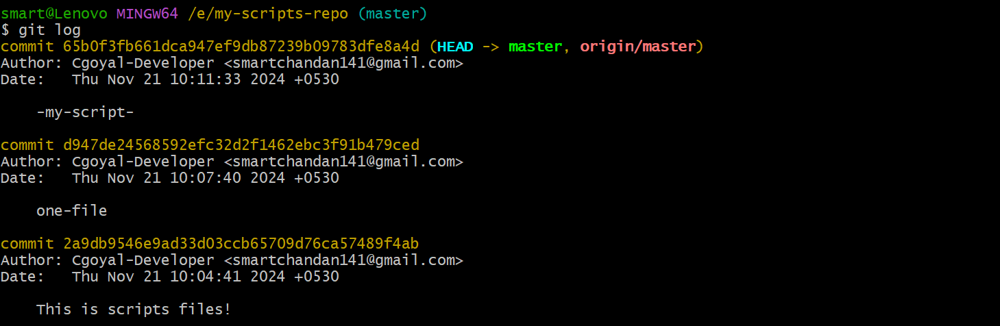 smart@Lenovo MINGW64 /e/my-scripts-repo (master)
$ git log
commit 65b0f3fb661dca947ef9db87239b09783dfe8a4d (HEAD -> master, origin/master)
Author: Cgoyal-Developer <smartchandan141@gmail.com>
Date:   Thu Nov 21 10:11:33 2024 +0530
    -my-script-
commit d947de24568592efc32d2f1462ebc3f91b479ced
Author: Cgoyal-Developer <smartchandan141@gmail.com>
Date:   Thu Nov 21 10:07:40 2024 +0530
    one-file
commit 2a9db9546e9ad33d03ccb65709d76ca57489f4ab
Author: Cgoyal-Developer <smartchandan141@gmail.com>
Date:   Thu Nov 21 10:04:41 2024 +0530
    This is scripts files!